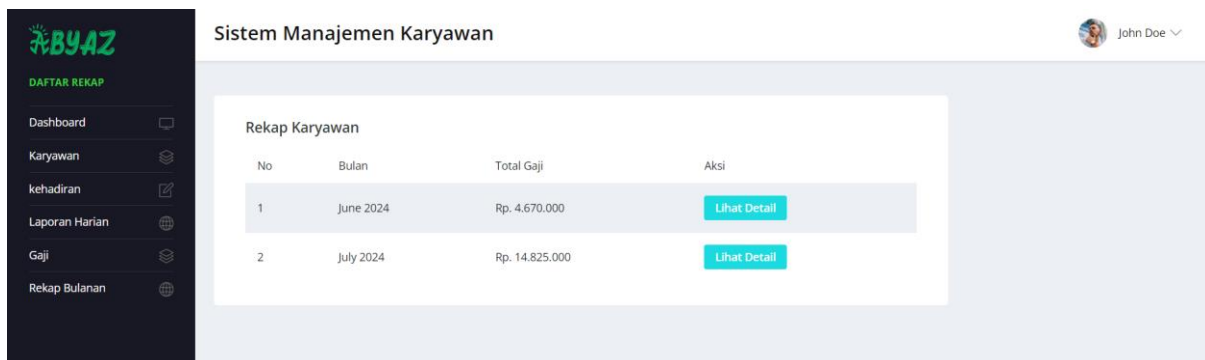 ABYAZ
DAFTAR REKAP
Dashboard
Karyawan
kehadiran
Laporan Harian
Gaji
Rekap Bulanan
Sistem Manajemen Karyawan
John Doe
Rekap Karyawan
No Bulan Total Gaji Aksi
1 June 2024 Rp. 4.670.000 Lihat Detail
2 July 2024 Rp. 14.825.000 Lihat Detail